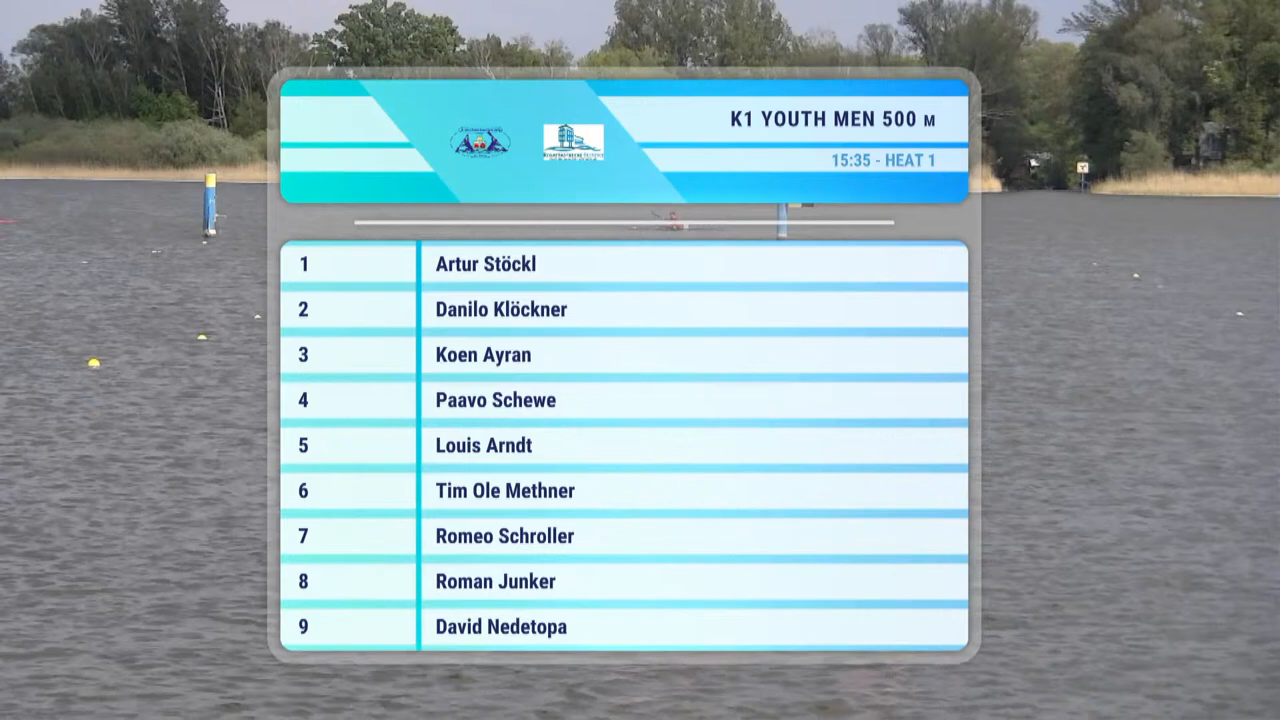 K1 YOUTH MEN 500 M
15:35 - HEAT 1
1 Artur Stöckl
2 Danilo Klöckner
3 Koen Ayran
4 Paavo Schewe
5 Louis Arndt
6 Tim Ole Methner
7 Romeo Schroller
8 Roman Junker
9 David Nedetopa